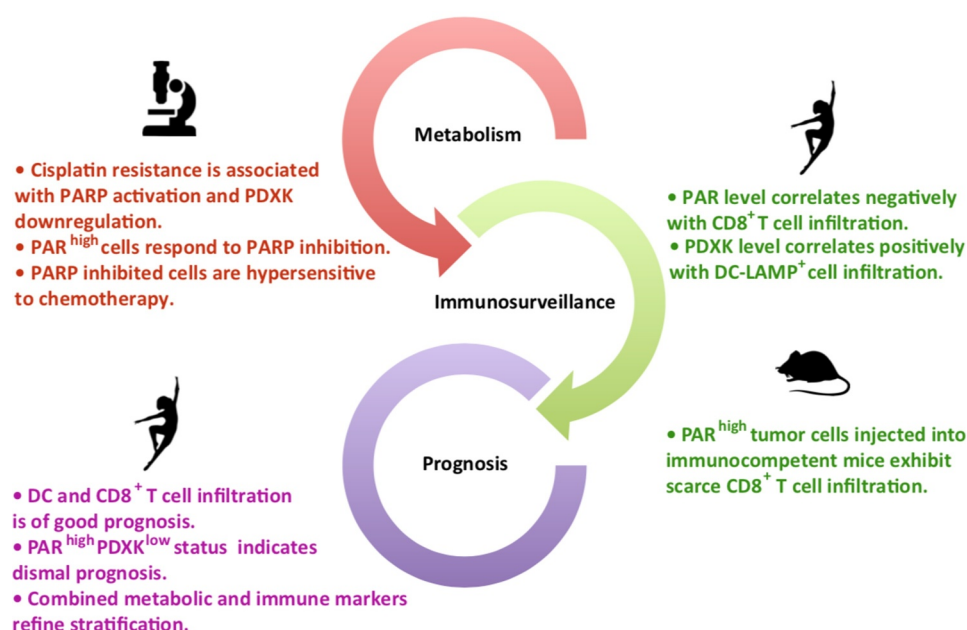 Metabolism
• Cisplatin resistance is associated
with PARP activation and PDXK
downregulation.
• PAR high cells respond to PARP inhibition.
• PARP inhibited cells are hypersensitive
to chemotherapy.
• PAR level correlates negatively
with CD8+ T cell infiltration.
• PDXK level correlates positively
with DC-LAMP+ cell infiltration.
Immunosurveillance
• PAR high tumor cells injected into
immunocompetent mice exhibit
scarce CD8+ T cell infiltration.
Prognosis
• DC and CD8+ T cell infiltration
is of good prognosis.
• PAR high PDXK low status indicates
dismal prognosis.
• Combined metabolic and immune markers
refine stratification.